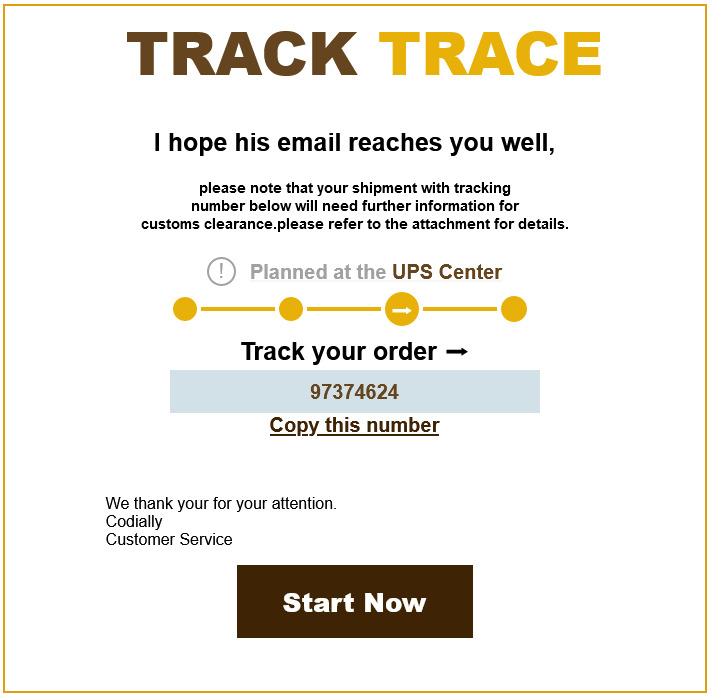 TRACK TRACE
I hope his email reaches you well,
please note that your shipment with tracking
number below will need further information for
customs clearance.please refer to the attachment for details.
! Planned at the UPS Center
Track your order →
97374624
Copy this number
We thank your for your attention.
Codially
Customer Service
Start Now